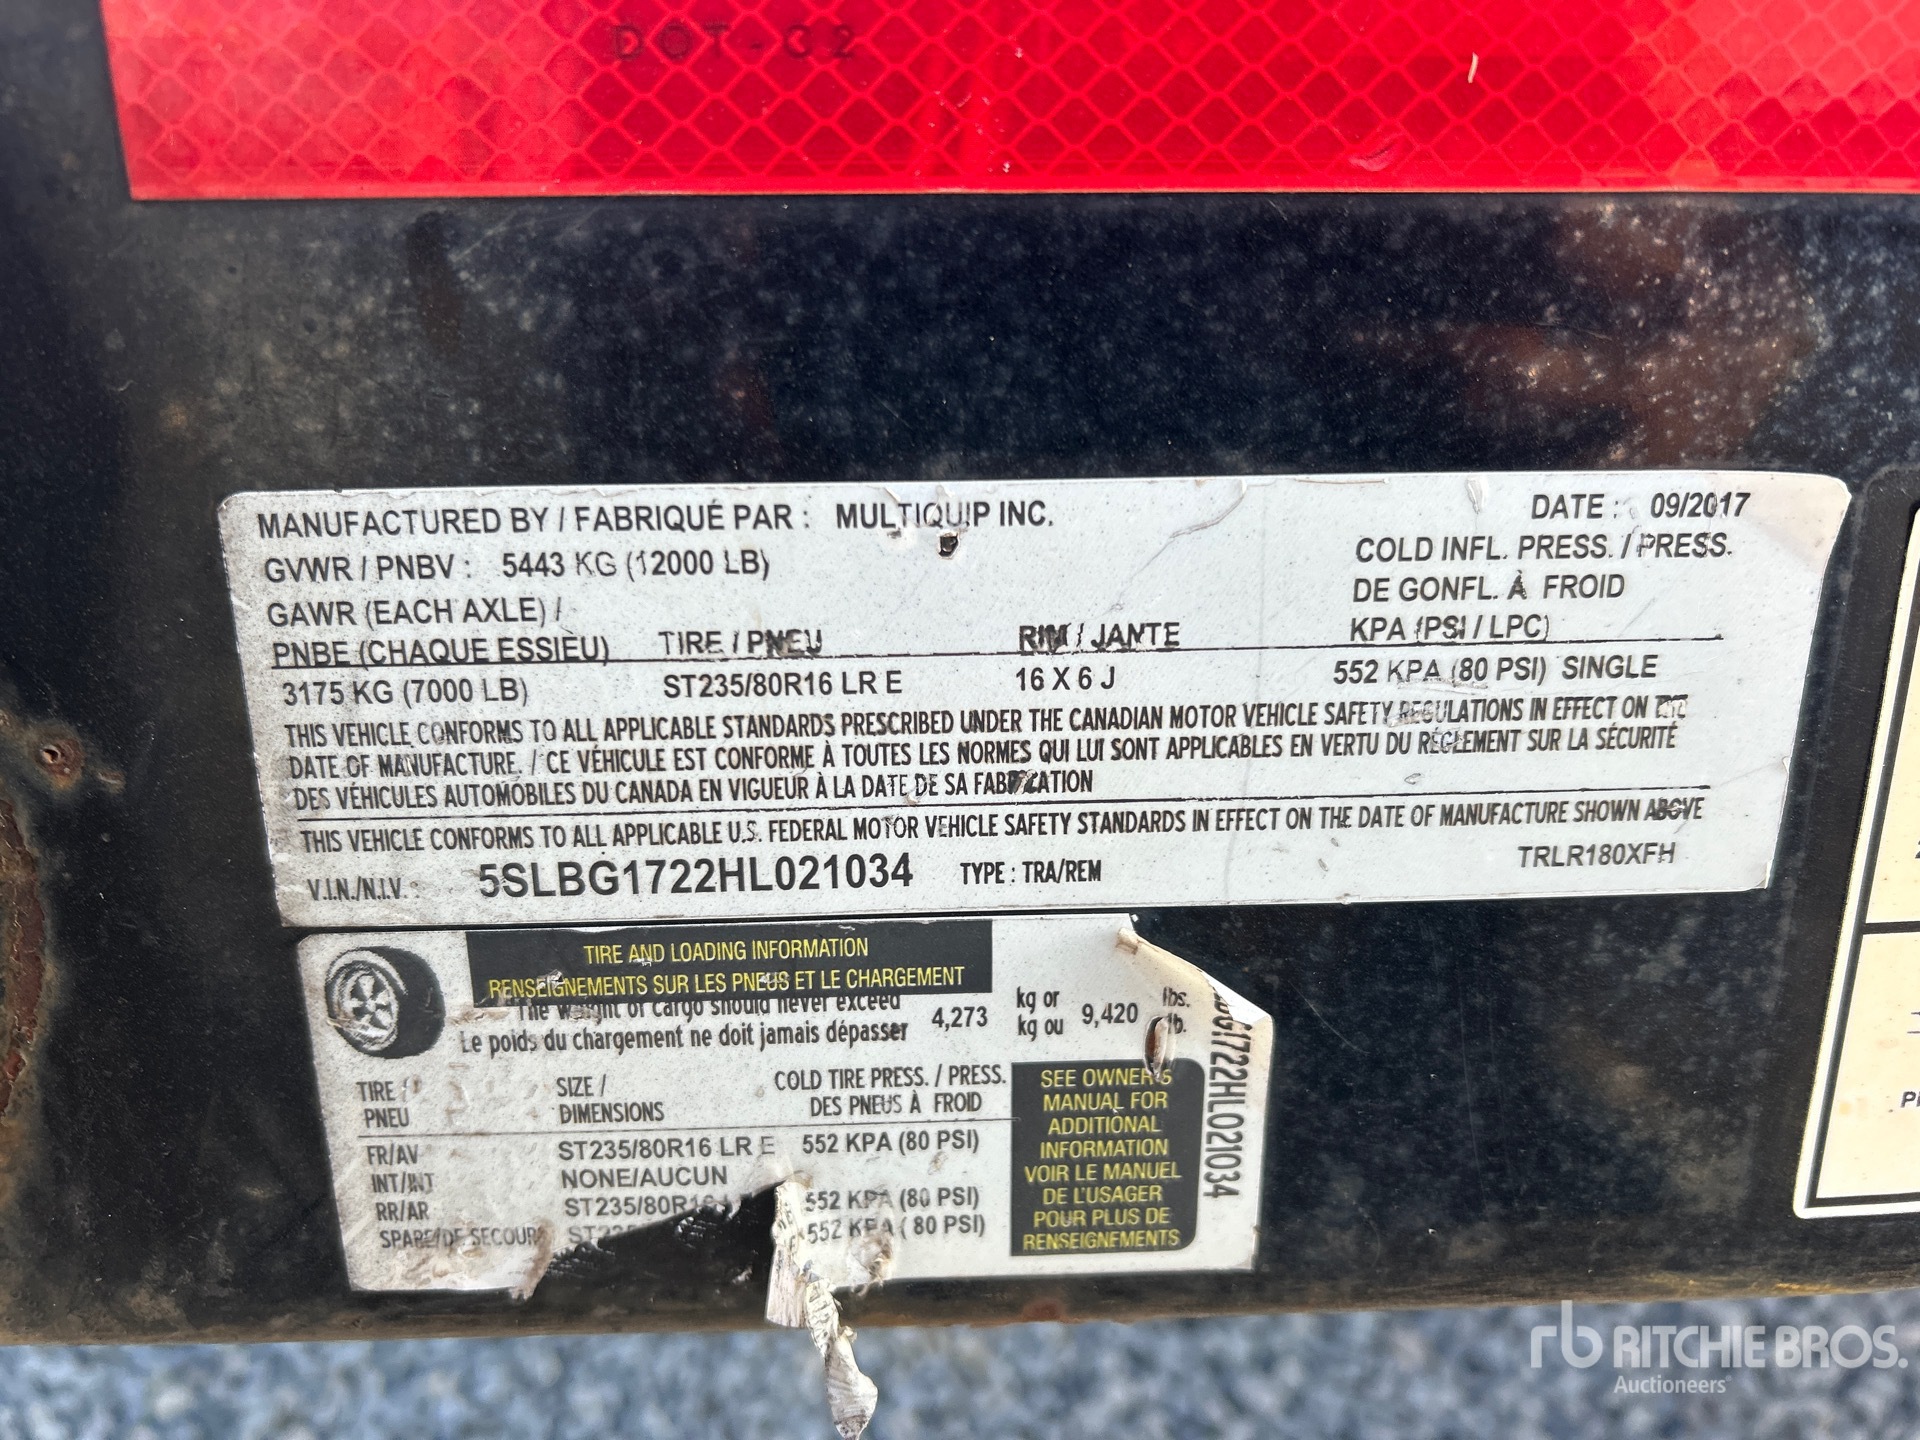 DOT-C2
MANUFACTURED BY / FABRIQUÉ PAR : MULTIQUIP INC. DATE : 09/2017
GVWR / PNBV : 5443 KG (12000 LB) COLD INFL. PRESS. / PRESS.
GAWR (EACH AXLE) / DE GONFL. À FROID
PNBE (CHAQUE ESSIEU) TIRE / PNEU RIM / JANTE KPA (PSI / LPC)
3175 KG (7000 LB) ST235/80R16 LR E 16 X 6 J 552 KPA (80 PSI) SINGLE
THIS VEHICLE CONFORMS TO ALL APPLICABLE STANDARDS PRESCRIBED UNDER THE CANADIAN MOTOR VEHICLE SAFETY REGULATIONS IN EFFECT ON THE
DATE OF MANUFACTURE. / CE VÉHICULE EST CONFORME À TOUTES LES NORMES QUI LUI SONT APPLICABLES EN VERTU DU RÈGLEMENT SUR LA SÉCURITÉ
DES VÉHICULES AUTOMOBILES DU CANADA EN VIGUEUR À LA DATE DE SA FABRICATION
THIS VEHICLE CONFORMS TO ALL APPLICABLE U.S. FEDERAL MOTOR VEHICLE SAFETY STANDARDS IN EFFECT ON THE DATE OF MANUFACTURE SHOWN ABOVE
V.I.N./N.I.V.: 5SLBG1722HL021034 TYPE : TRA/REM TRLR180XFH
TIRE AND LOADING INFORMATION
RENSEIGNEMENTS SUR LES PNEUS ET LE CHARGEMENT
The weight of cargo should never exceed
Le poids du chargement ne doit jamais dépasser 4,273 kg or kg ou 9,420 lbs. lb.
TIRE / SIZE / COLD TIRE PRESS. / PRESS.
PNEU DIMENSIONS DES PNEUS À FROID
FR/AV ST235/80R16 LR E 552 KPA (80 PSI)
INT/INT NONE/AUCUN
RR/AR ST235/80R16 552 KPA (80 PSI)
SPARE/DE SECOURS 552 KPA ( 80 PSI)
SEE OWNER'S
MANUAL FOR
ADDITIONAL
INFORMATION
VOIR LE MANUEL
DE L'USAGER
POUR PLUS DE
RENSEIGNEMENTS
1722HL021034
rb RITCHIE BROS.
Auctioneers